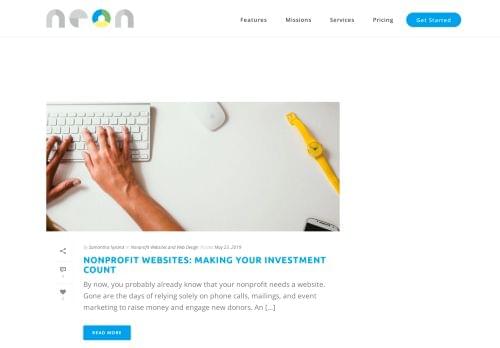 neon
Features Missions Services Pricing Get Started
By Samantha Syrand In Nonprofit Websites and Web Design Posted May 23, 2019
NONPROFIT WEBSITES: MAKING YOUR INVESTMENT
COUNT
By now, you probably already know that your nonprofit needs a website.
Gone are the days of relying solely on phone calls, mailings, and event
marketing to raise money and engage new donors. An [...]
READ MORE